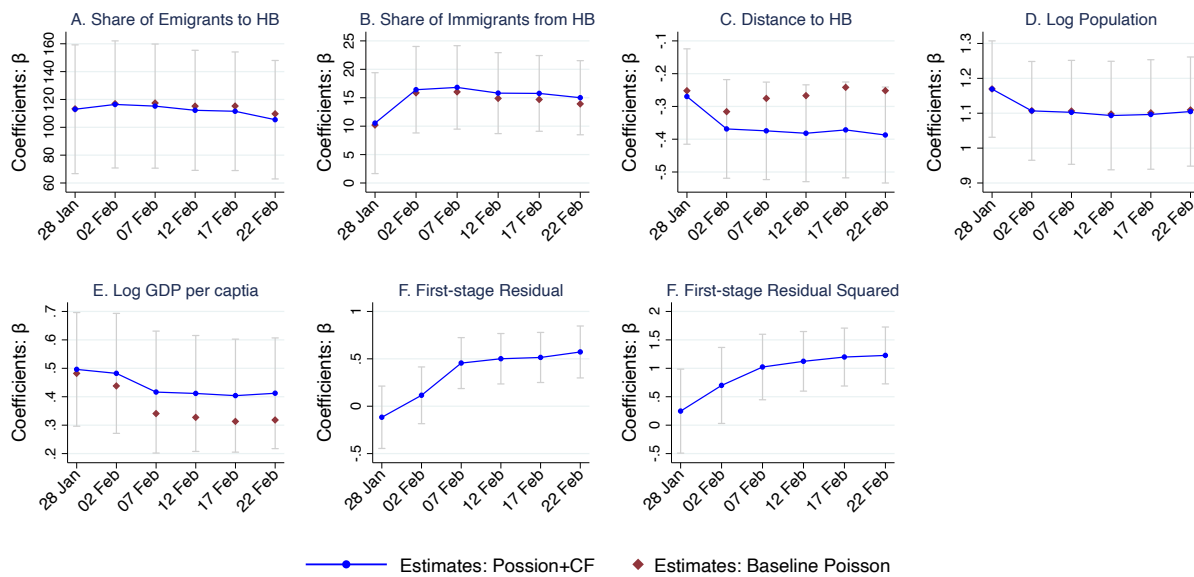 A. Share of Emigrants to HB
B. Share of Immigrants from HB
C. Distance to HB
D. Log Population
Coefficients: β
160
140
120
100
80
60
28 Jan
02 Feb
07 Feb
12 Feb
17 Feb
22 Feb
Coefficients: β
25
20
15
10
5
0
28 Jan
02 Feb
07 Feb
12 Feb
17 Feb
22 Feb
Coefficients: β
-.1
-.2
-.3
-.4
-.5
28 Jan
02 Feb
07 Feb
12 Feb
17 Feb
22 Feb
Coefficients: β
1.3
1.2
1.1
1
.9
28 Jan
02 Feb
07 Feb
12 Feb
17 Feb
22 Feb
E. Log GDP per captia
F. First-stage Residual
F. First-stage Residual Squared
Coefficients: β
.7
.6
.5
.4
.3
.2
28 Jan
02 Feb
07 Feb
12 Feb
17 Feb
22 Feb
Coefficients: β
1
.5
0
-.5
28 Jan
02 Feb
07 Feb
12 Feb
17 Feb
22 Feb
Coefficients: β
2
1.5
1
.5
0
-.5
28 Jan
02 Feb
07 Feb
12 Feb
17 Feb
22 Feb
Estimates: Possion+CF
Estimates: Baseline Poisson